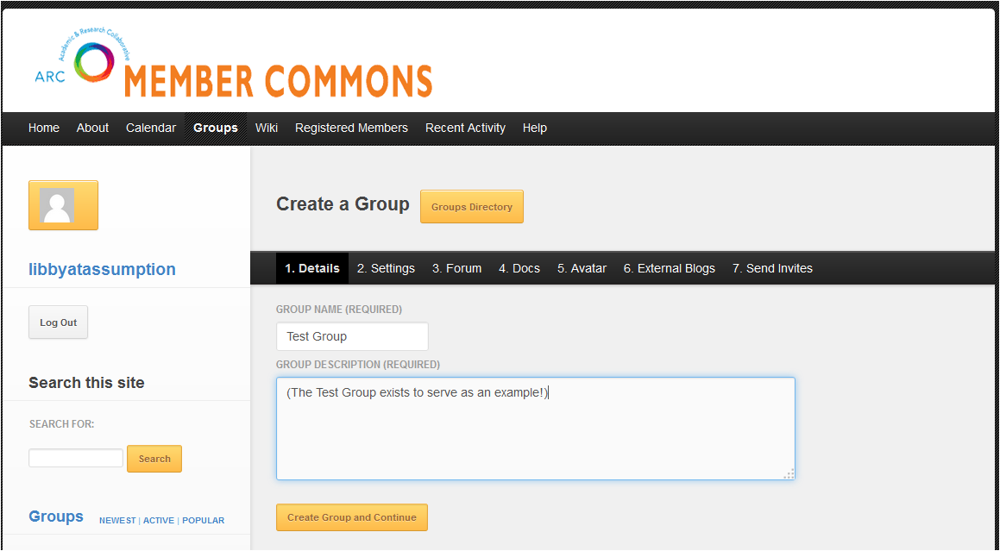 Academic & Research Collaborative
ARC
MEMBER COMMONS
Home About Calendar Groups Wiki Registered Members Recent Activity Help
Create a Group Groups Directory
libbyatassumption
1. Details 2. Settings 3. Forum 4. Docs 5. Avatar 6. External Blogs 7. Send Invites
GROUP NAME (REQUIRED)
Log Out
Test Group
GROUP DESCRIPTION (REQUIRED)
Search this site
(The Test Group exists to serve as an example!)
SEARCH FOR:
Search
Groups NEWEST | ACTIVE | POPULAR
Create Group and Continue